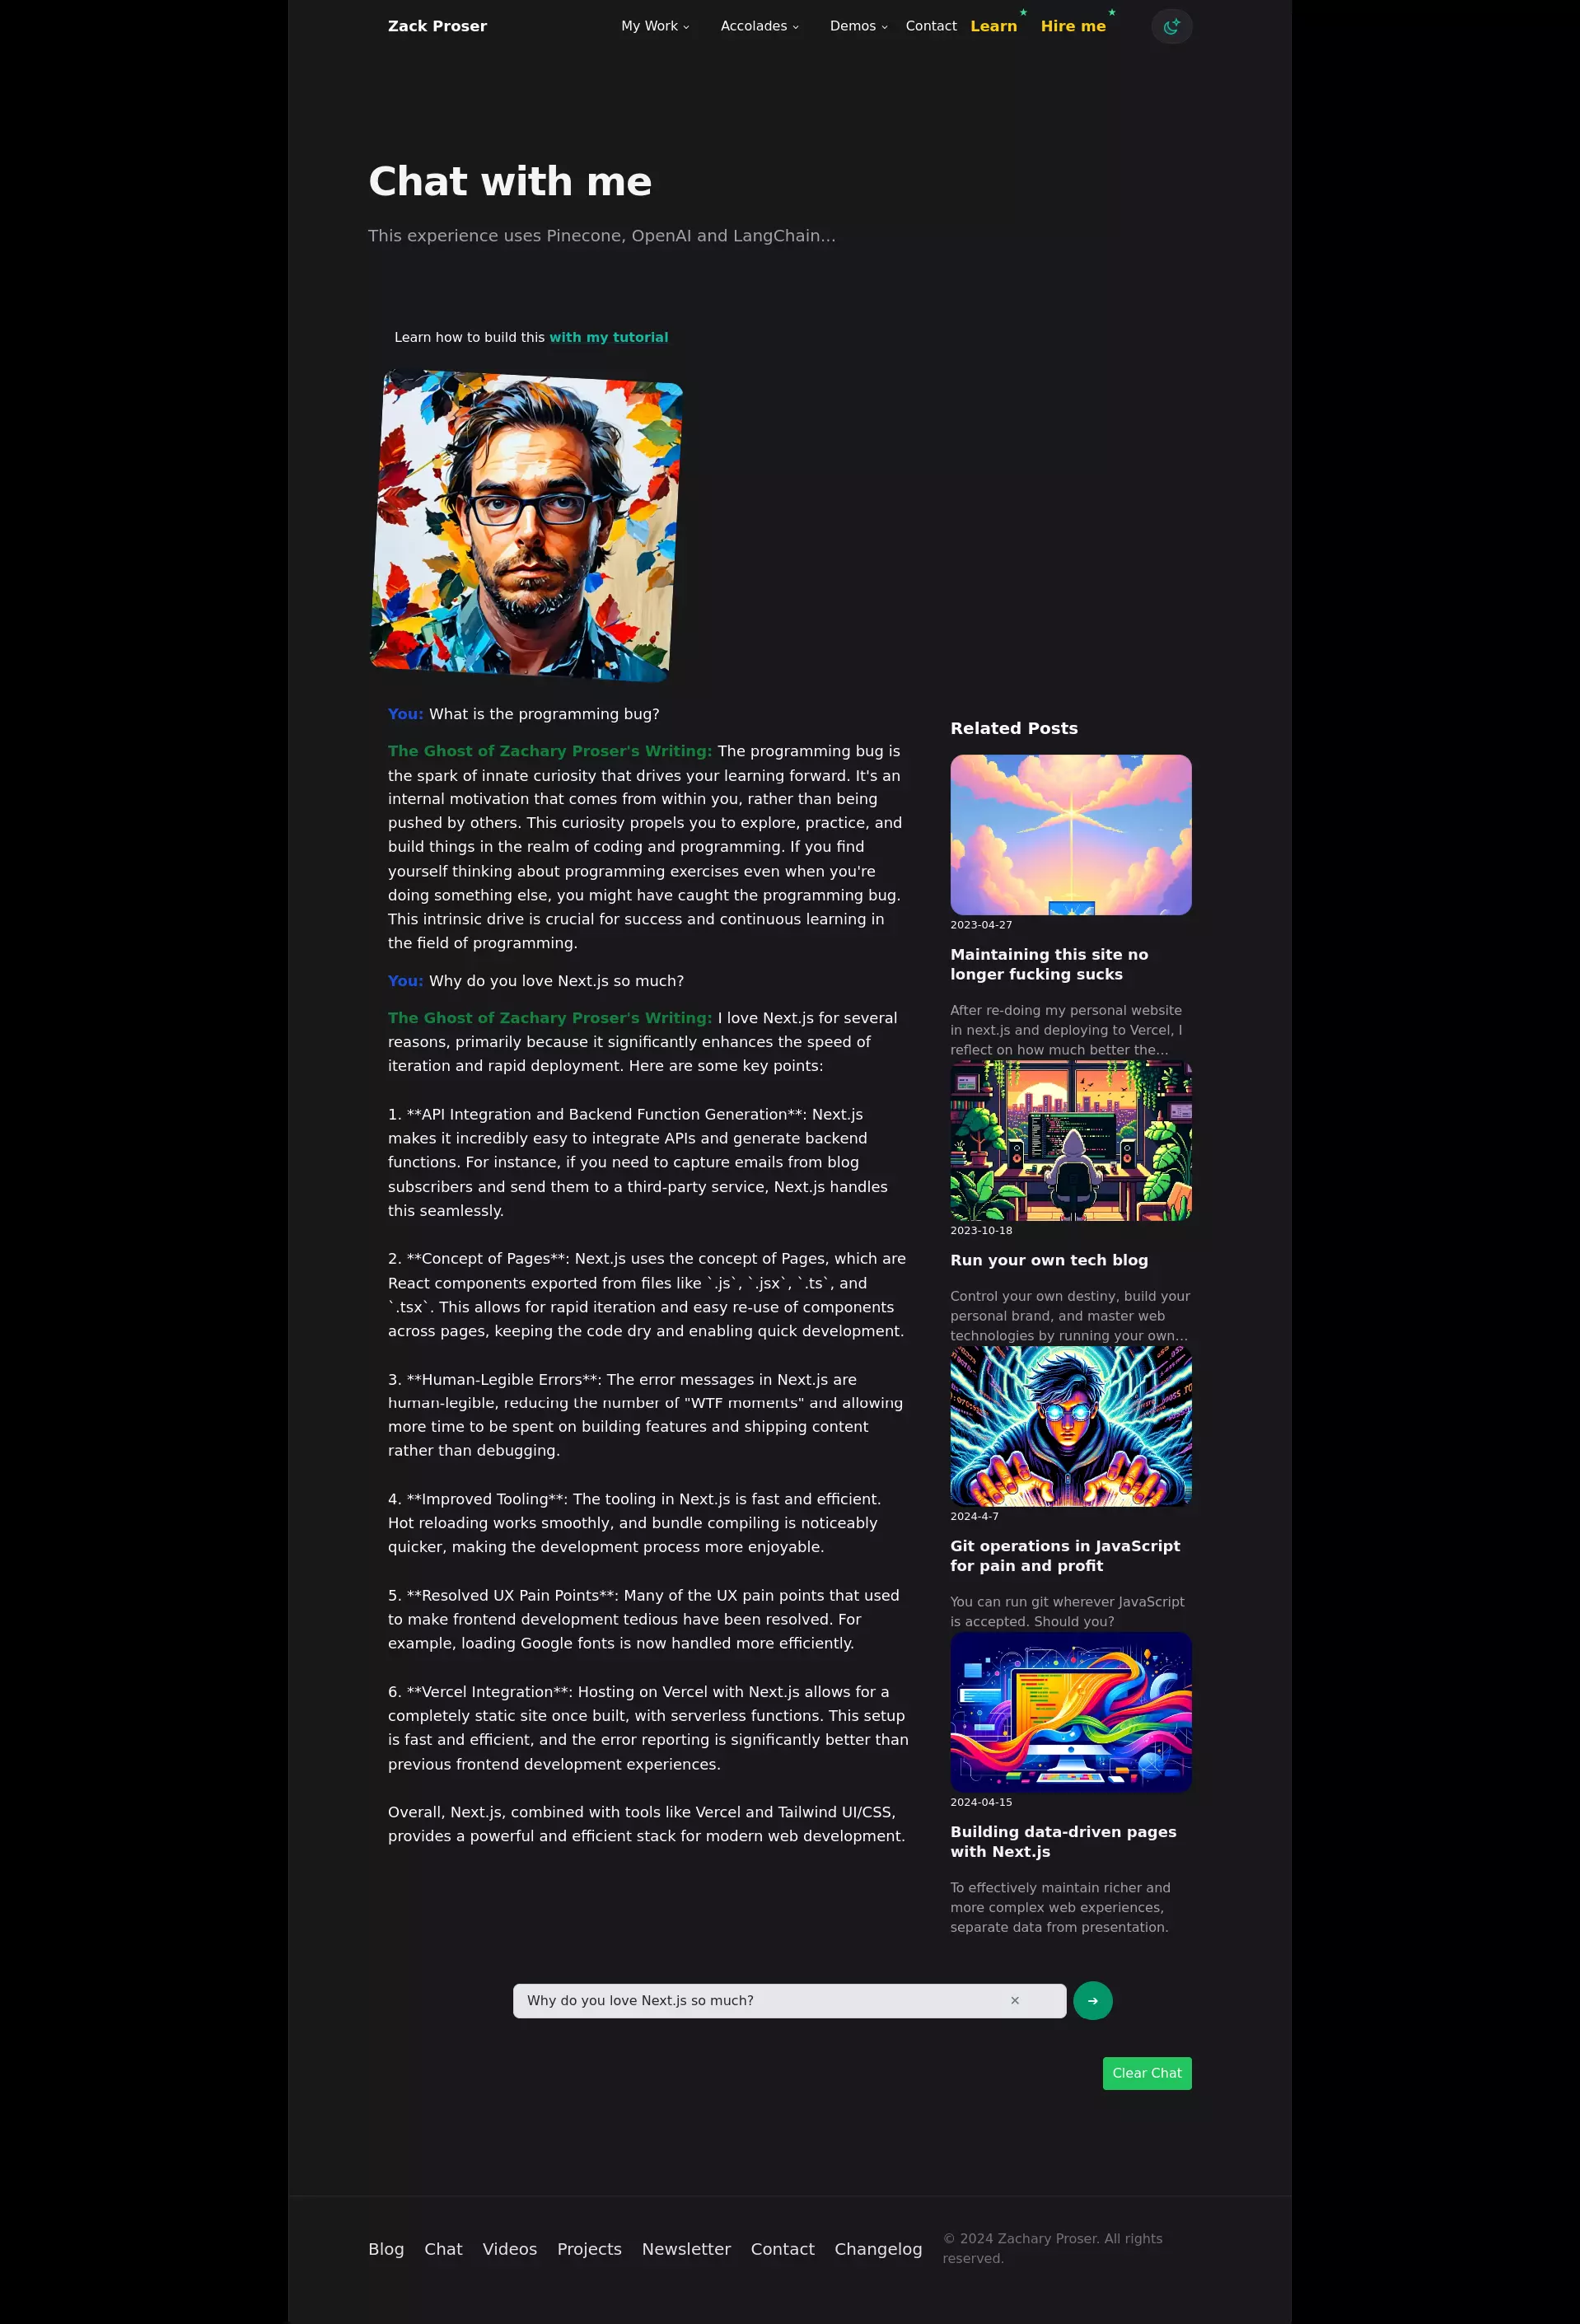 Zack Proser
My Work
Accolades
Demos
Contact
Learn
Hire me
Chat with me
This experience uses Pinecone, OpenAI and LangChain...
Learn how to build this with my tutorial
You: What is the programming bug?
The Ghost of Zachary Proser's Writing: The programming bug is
the spark of innate curiosity that drives your learning forward. It's an
internal motivation that comes from within you, rather than being
pushed by others. This curiosity propels you to explore, practice, and
build things in the realm of coding and programming. If you find
yourself thinking about programming exercises even when you're
doing something else, you might have caught the programming bug.
This intrinsic drive is crucial for success and continuous learning in
the field of programming.
You: Why do you love Next.js so much?
The Ghost of Zachary Proser's Writing: I love Next.js for several
reasons, primarily because it significantly enhances the speed of
iteration and rapid deployment. Here are some key points:
1. **API Integration and Backend Function Generation**: Next.js
makes it incredibly easy to integrate APIs and generate backend
functions. For instance, if you need to capture emails from blog
subscribers and send them to a third-party service, Next.js handles
this seamlessly.
2. **Concept of Pages**: Next.js uses the concept of Pages, which are
React components exported from files like `.js`, `.jsx`, `.ts`, and
`.tsx`. This allows for rapid iteration and easy re-use of components
across pages, keeping the code dry and enabling quick development.
3. **Human-Legible Errors**: The error messages in Next.js are
human-legible, reducing the number of "WTF moments" and allowing
more time to be spent on building features and shipping content
rather than debugging.
4. **Improved Tooling**: The tooling in Next.js is fast and efficient.
Hot reloading works smoothly, and bundle compiling is noticeably
quicker, making the development process more enjoyable.
5. **Resolved UX Pain Points**: Many of the UX pain points that used
to make frontend development tedious have been resolved. For
example, loading Google fonts is now handled more efficiently.
6. **Vercel Integration**: Hosting on Vercel with Next.js allows for a
completely static site once built, with serverless functions. This setup
is fast and efficient, and the error reporting is significantly better than
previous frontend development experiences.
Overall, Next.js, combined with tools like Vercel and Tailwind UI/CSS,
provides a powerful and efficient stack for modern web development.
Related Posts
2023-04-27
Maintaining this site no
longer fucking sucks
After re-doing my personal website
in next.js and deploying to Vercel, I
reflect on how much better the...
2023-10-18
Run your own tech blog
Control your own destiny, build your
personal brand, and master web
technologies by running your own...
2024-4-7
Git operations in JavaScript
for pain and profit
You can run git wherever JavaScript
is accepted. Should you?
2024-04-15
Building data-driven pages
with Next.js
To effectively maintain richer and
more complex web experiences,
separate data from presentation.
Why do you love Next.js so much?
Clear Chat
Blog
Chat
Videos
Projects
Newsletter
Contact
Changelog
© 2024 Zachary Proser. All rights
reserved.